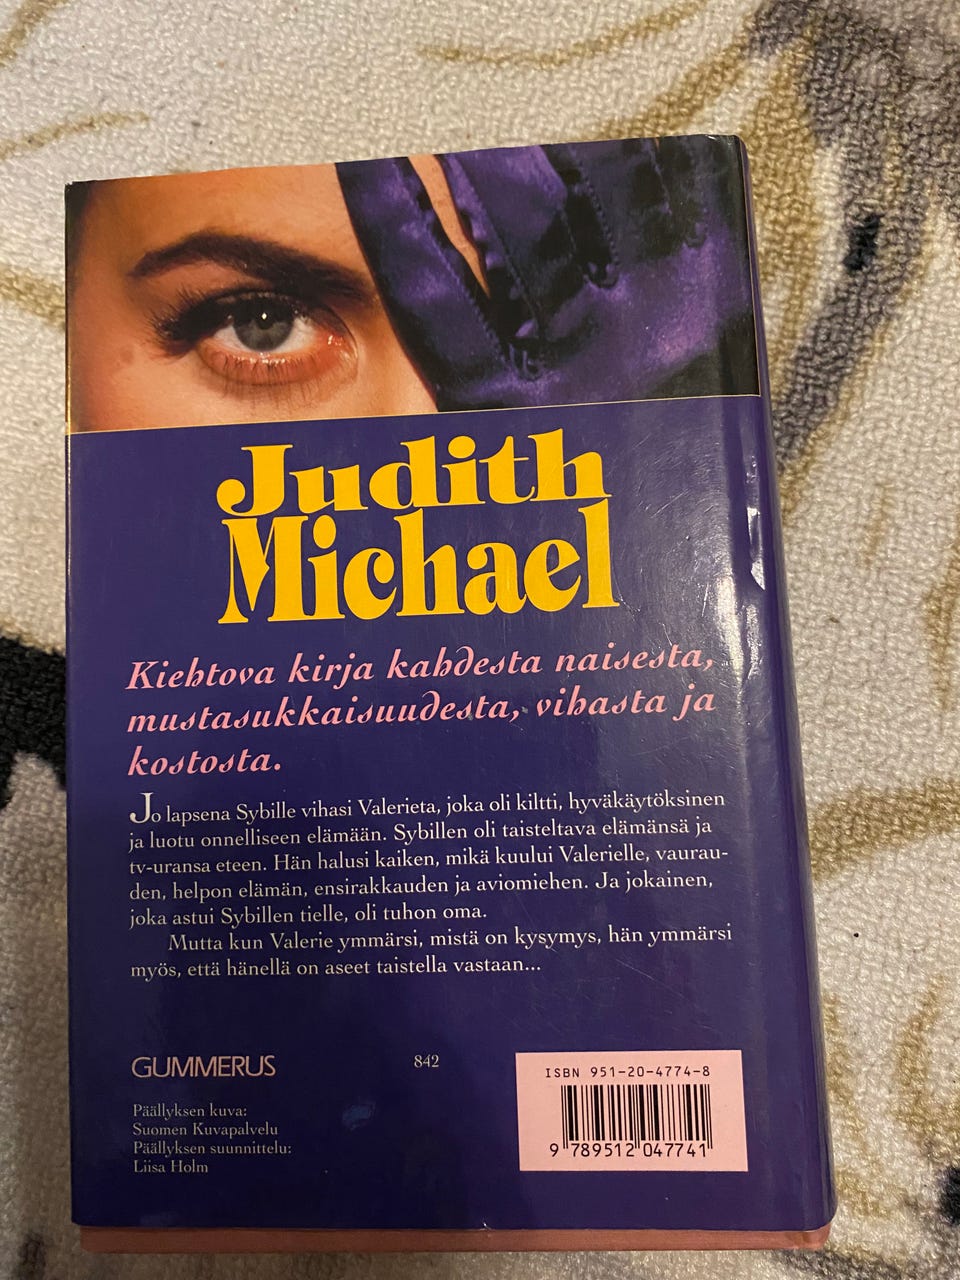 Judith
Michael
Kiehtova kirja kahdesta naisesta,
mustasukkaisuudesta, vihasta ja
kostosta.
Jo lapsena Sybille vihasi Valerieta, joka oli kiltti, hyväkäytöksinen
ja luotu onnelliseen elämään. Sybillen oli taisteltava elämänsä ja
tv-uransa eteen. Hän halusi kaiken, mikä kuului Valerielle, vaurau-
den, helpon elämän, ensirakkauden ja aviomiehen. Ja jokainen,
joka astui Sybillen tielle, oli tuhon oma.
Mutta kun Valerie ymmärsi, mistä on kysymys, hän ymmärsi
myös, että hänellä on aseet taistella vastaan...
GUMMERUS
842
Päällyksen kuva:
Suomen Kuvapalvelu
Päällyksen suunnittelu:
Liisa Holm
ISBN 951-20-4774-8
9 789512 047741